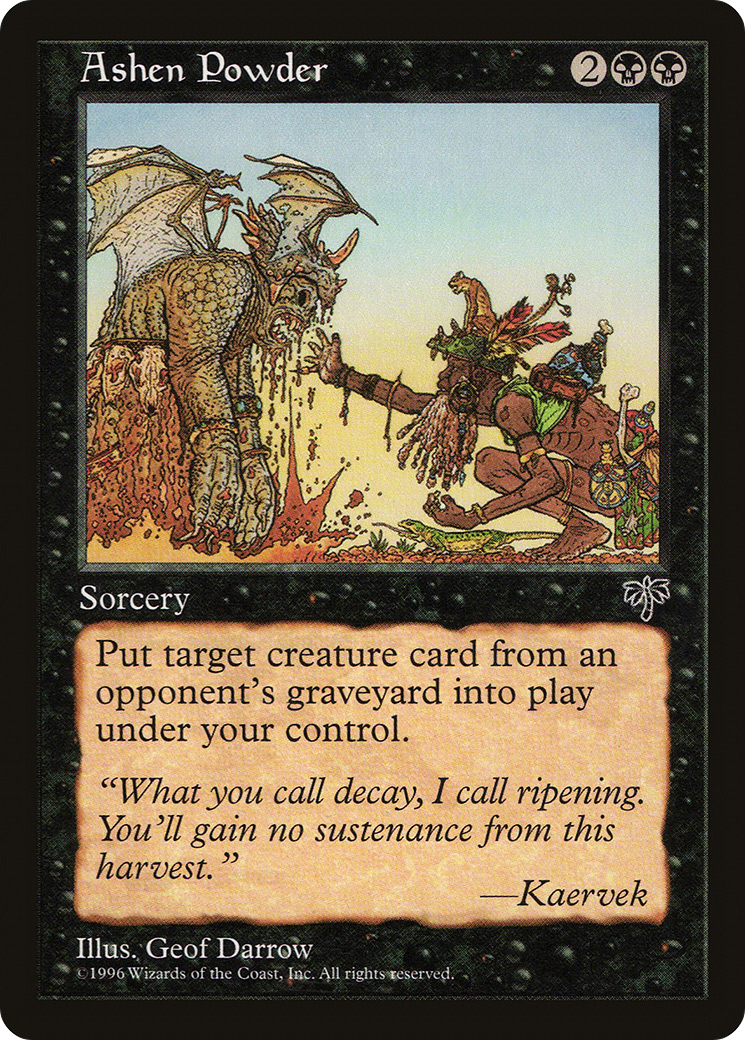 Ashen Powder
2
Sorcery
Put target creature card from an
opponent's graveyard into play
under your control.
"What you call decay, I call ripening.
You'll gain no sustenance from this
harvest."
—Kaervek
Illus. Geof Darrow
©1996 Wizards of the Coast, Inc. All rights reserved.